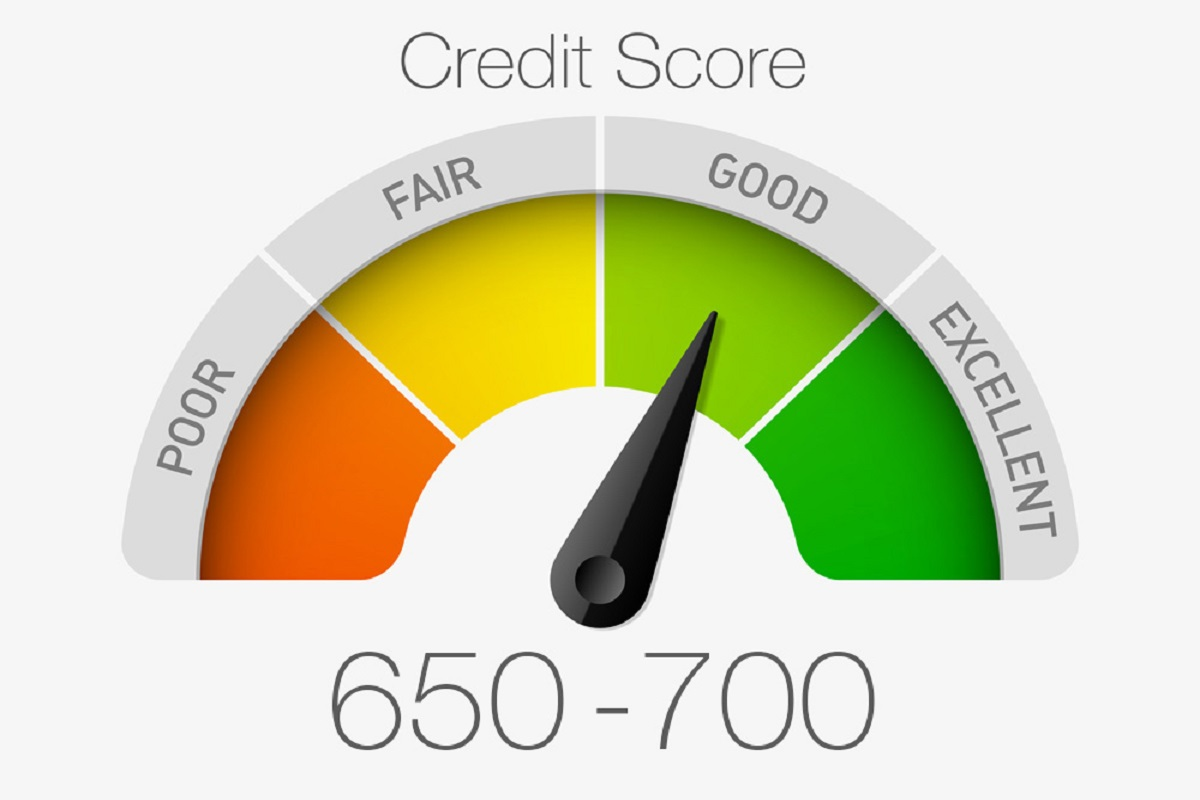 Credit Score
POOR
FAIR
GOOD
EXCELLENT
650 -700